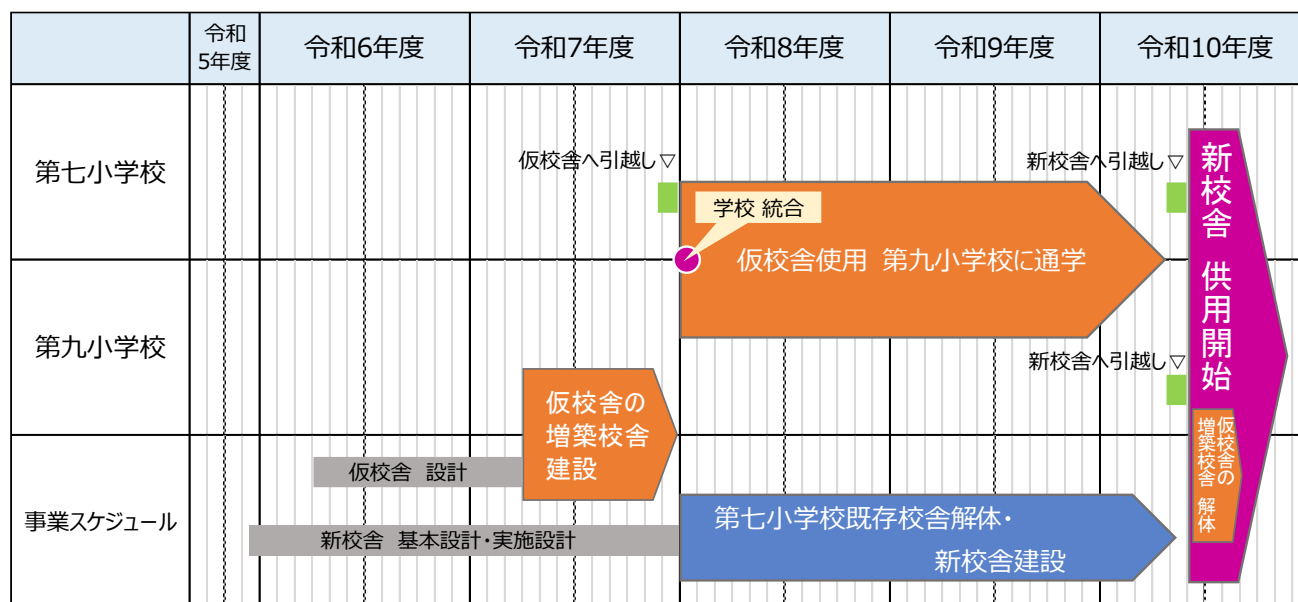 令和
5年度
令和6年度
令和7年度
令和8年度
令和9年度
令和10年度
第七小学校
仮校舎へ引越し▽
新校舎へ引越し▽
学校 統合
仮校舎使用 第九小学校に通学
新校舎 供用開始
第九小学校
新校舎へ引越し▽
仮校舎の
増築校舎
建設
仮校舎の
増築校舎 解体
事業スケジュール
仮校舎 設計
新校舎 基本設計・実施設計
第七小学校既存校舎解体・
新校舎建設